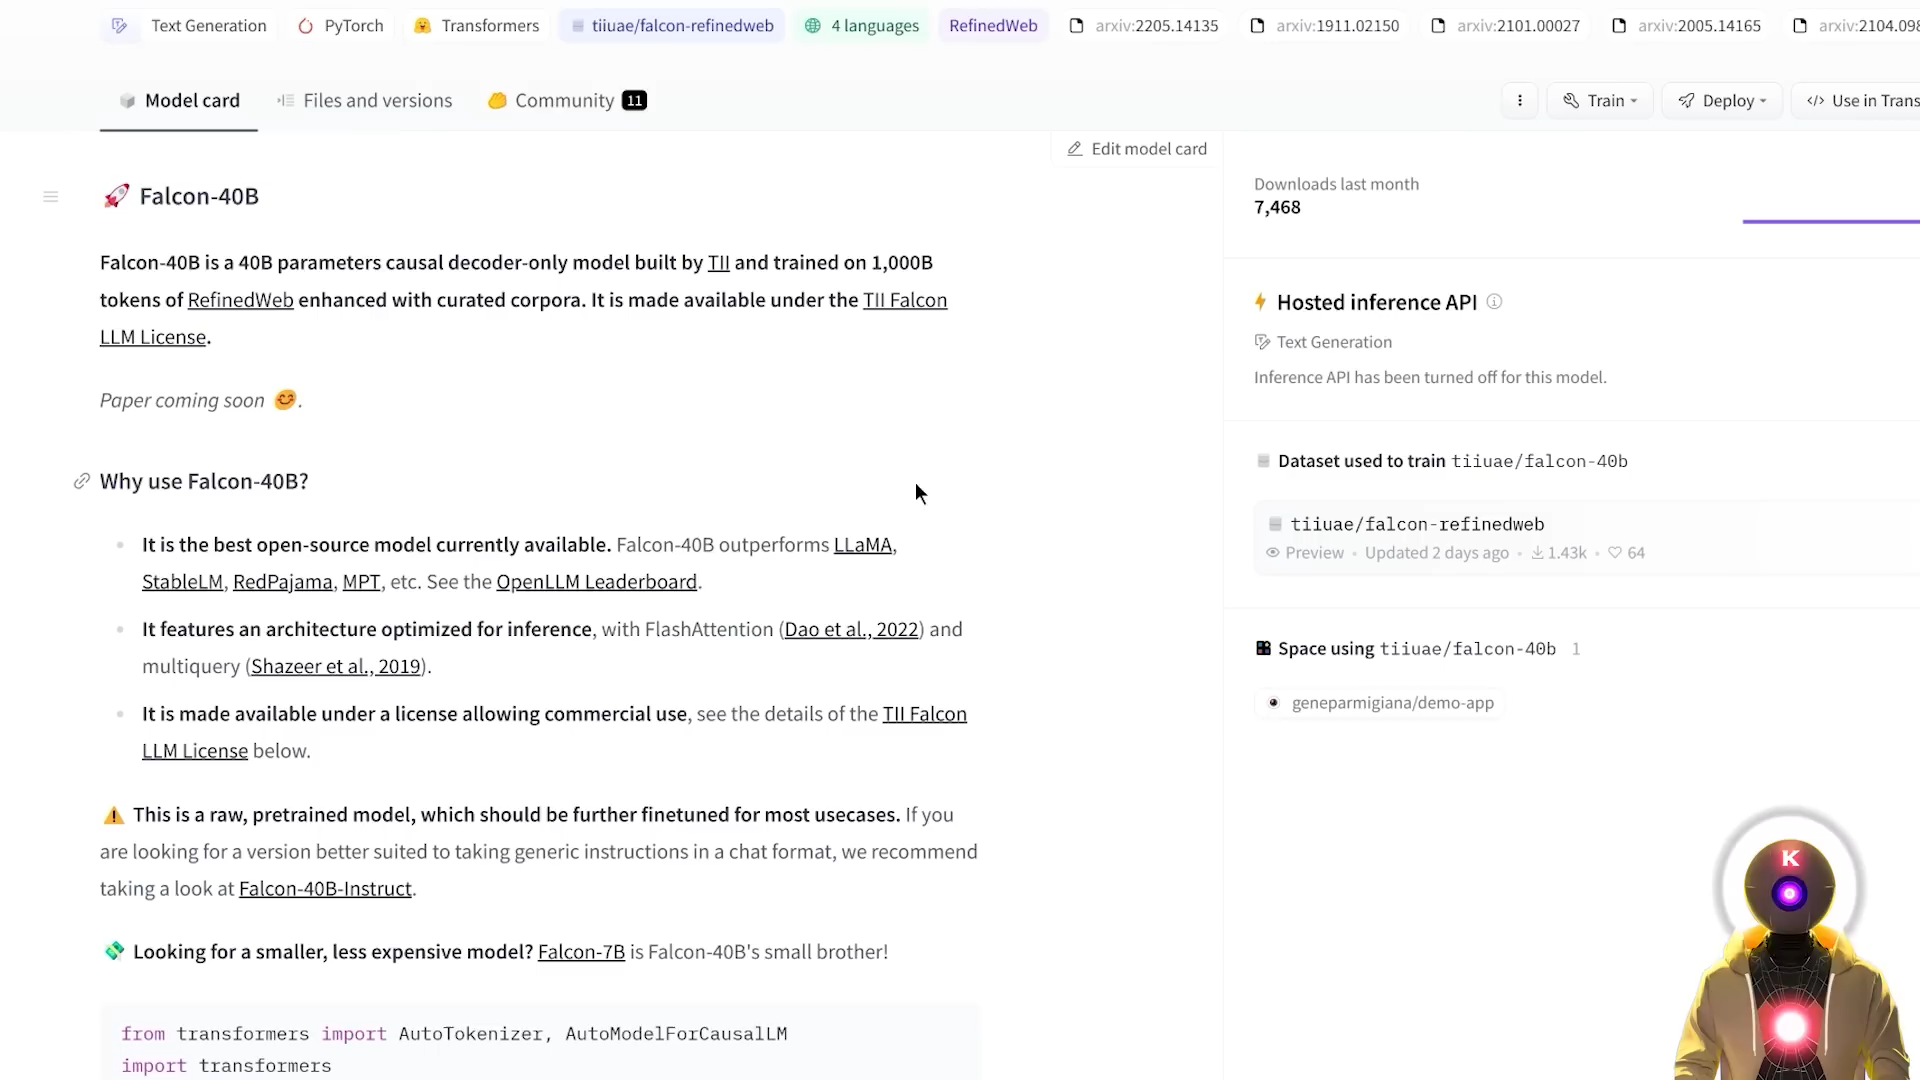 Text Generation PyTorch Transformers tiiuae/falcon-refinedweb 4 languages RefinedWeb arxiv:2205.14135 arxiv:1911.02150 arxiv:2101.00027 arxiv:2005.14165 arxiv:2104.098
Model card Files and versions Community 11
Train Deploy </> Use in Trans
Edit model card
🚀 Falcon-40B
Falcon-40B is a 40B parameters causal decoder-only model built by TII and trained on 1,000B
tokens of RefinedWeb enhanced with curated corpora. It is made available under the TII Falcon
LLM License.
Paper coming soon 😊.
Why use Falcon-40B?
• It is the best open-source model currently available. Falcon-40B outperforms LLaMA,
StableLM, RedPajama, MPT, etc. See the OpenLLM Leaderboard.
• It features an architecture optimized for inference, with FlashAttention (Dao et al., 2022) and
multiquery (Shazeer et al., 2019).
• It is made available under a license allowing commercial use, see the details of the TII Falcon
LLM License below.
⚠️ This is a raw, pretrained model, which should be further finetuned for most usecases. If you
are looking for a version better suited to taking generic instructions in a chat format, we recommend
taking a look at Falcon-40B-Instruct.
💸 Looking for a smaller, less expensive model? Falcon-7B is Falcon-40B's small brother!
from transformers import AutoTokenizer, AutoModelForCausalLM
import transformers
Downloads last month
7,468
Hosted inference API
Text Generation
Inference API has been turned off for this model.
Dataset used to train tiiuae/falcon-40b
tiiuae/falcon-refinedweb
Preview • Updated 2 days ago • 1.43k • 64
Space using tiiuae/falcon-40b 1
geneparmigiana/demo-app
K